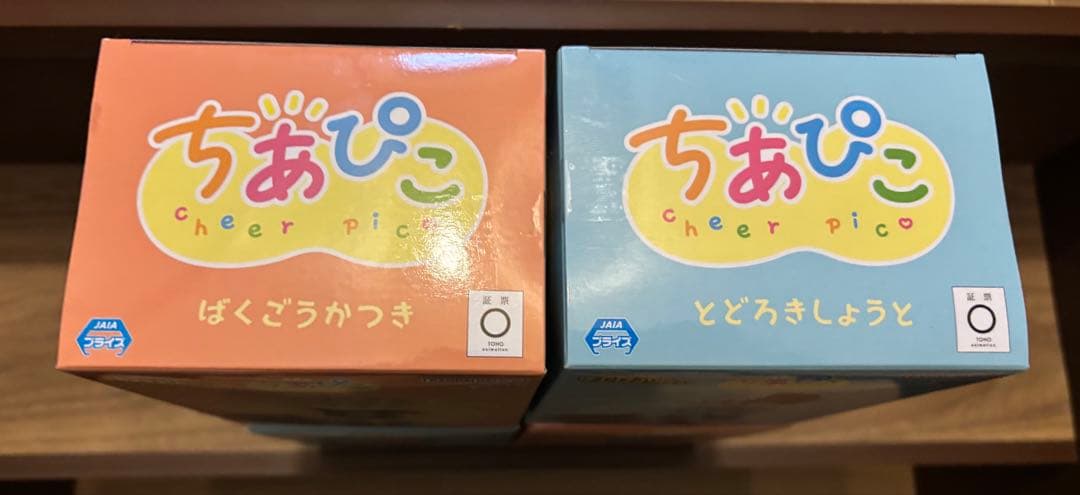 ちあぴこ
cheer pico
ばくごうかつき
JAIA
プライズ
証票
TOHO
animation
ちあぴこ
cheer pico
とどろきしょうと
JAIA
プライズ
証票
TOHO
animation